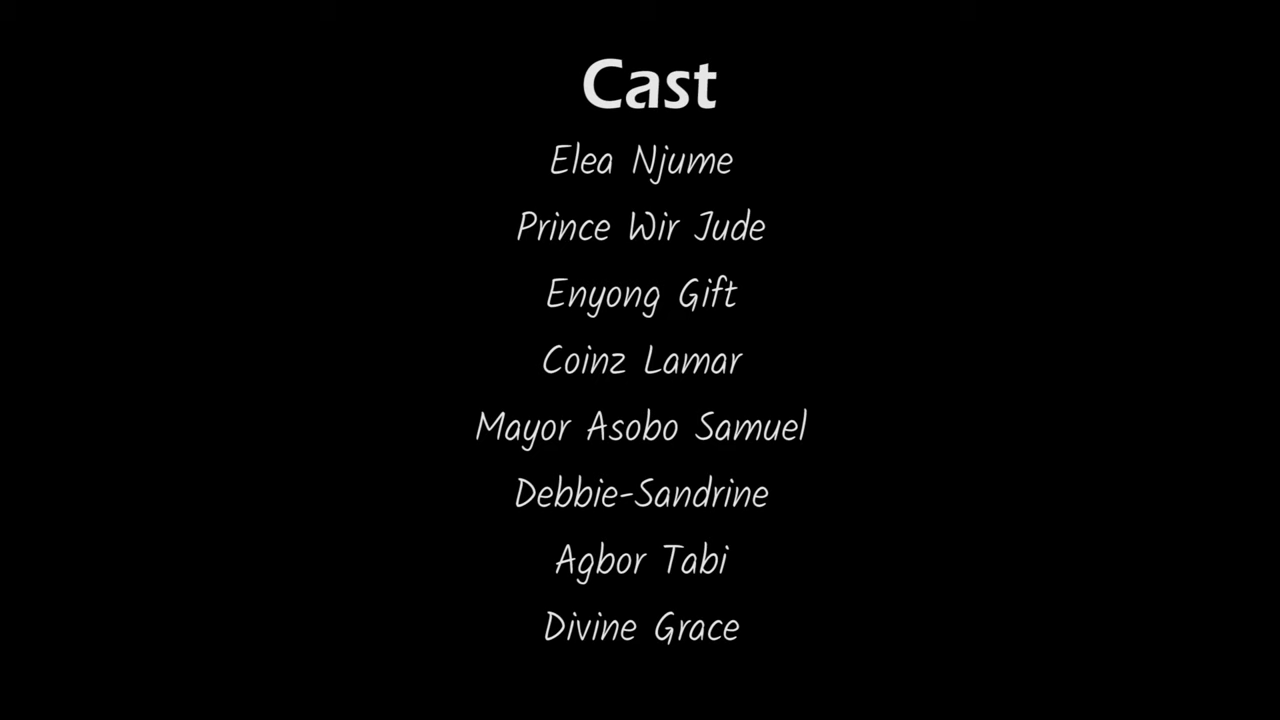 Cast
Elea Njume
Prince Wir Jude
Enyong Gift
Coinz Lamar
Mayor Asobo Samuel
Debbie-Sandrine
Agbor Tabi
Divine Grace